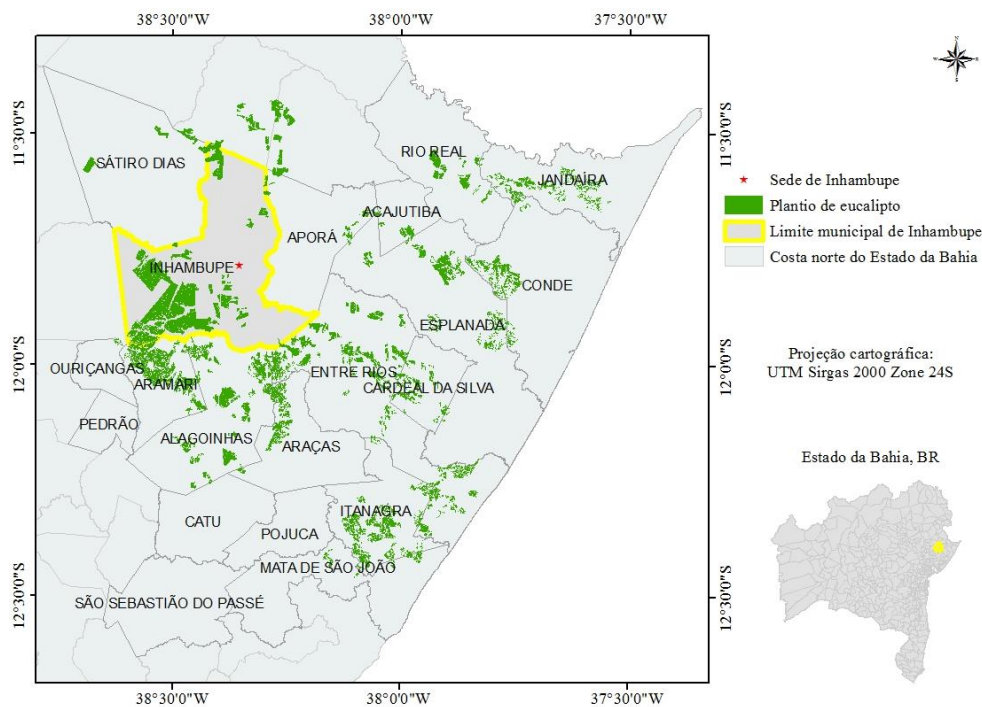 38°30'0"W
38°0'0"W
37°30'0"W
11°30'0"S
11°30'0"S
SÁTIRO DIAS
RIO REAL
JANDAÍRA
ACAJUTIBA
APORÁ
INHAMBUPE
CONDE
ESPLANADA
12°0'0"S
12°0'0"S
OURIÇANGAS
ARAMARI
ENTRE RIOS
CARDEAL DA SILVA
PEDRÃO
ALAGOINHAS
ARAÇAS
ITANAGRA
CATU
POJUCA
MATA DE SÃO JOÃO
SÃO SEBASTIÃO DO PASSÉ
12°30'0"S
12°30'0"S
38°30'0"W
38°0'0"W
37°30'0"W
N
W
E
S
Sede de Inhambupe
Plantio de eucalipto
Limite municipal de Inhambupe
Costa norte do Estado da Bahia
Projeção cartográfica:
UTM Sirgas 2000 Zone 24S
Estado da Bahia, BR